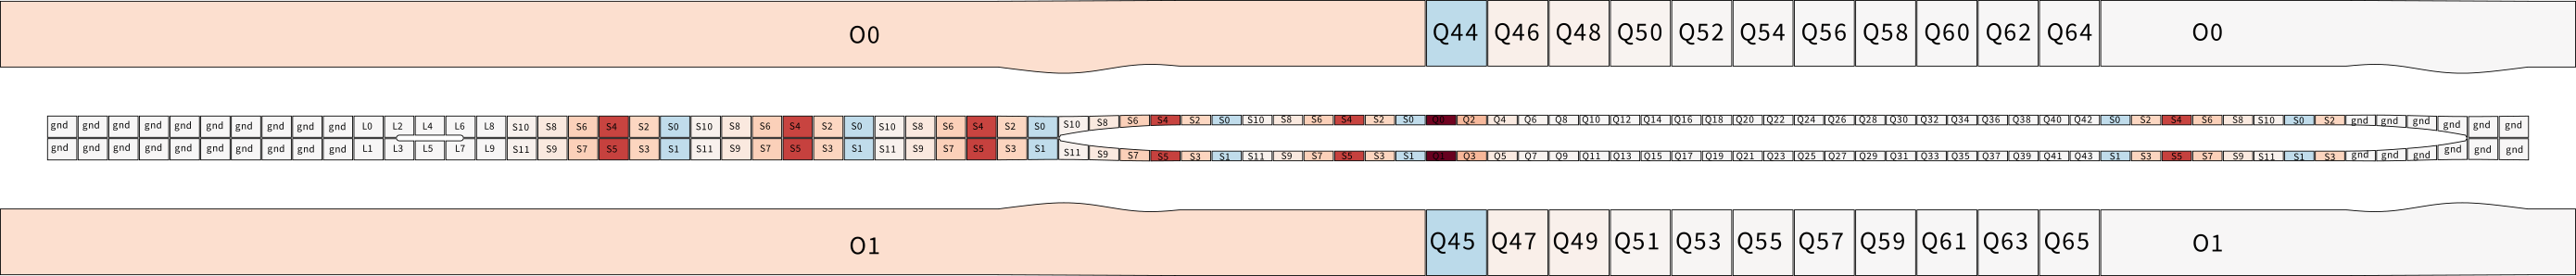 O0 Q44 Q46 Q48 Q50 Q52 Q54 Q56 Q58 Q60 Q62 Q64 O0
gnd gnd gnd gnd gnd gnd gnd gnd gnd gnd L0 L2 L4 L6 L8 S10 S8 S6 S4 S2 S0 S10 S8 S6 S4 S2 S0 S10 S8 S6 S4 S2 S0 S10 S8 S6 S4 S2 S0 S10 S8 S6 S4 S2 S0 Q0 Q2 Q4 Q6 Q8 Q10 Q12 Q14 Q16 Q18 Q20 Q22 Q24 Q26 Q28 Q30 Q32 Q34 Q36 Q38 Q40 Q42 S0 S2 S4 S6 S8 S10 S0 S2 gnd gnd gnd gnd gnd gnd
gnd gnd gnd gnd gnd gnd gnd gnd gnd gnd L1 L3 L5 L7 L9 S11 S9 S7 S5 S3 S1 S11 S9 S7 S5 S3 S1 S11 S9 S7 S5 S3 S1 S11 S9 S7 S5 S3 S1 S11 S9 S7 S5 S3 S1 Q1 Q3 Q5 Q7 Q9 Q11 Q13 Q15 Q17 Q19 Q21 Q23 Q25 Q27 Q29 Q31 Q33 Q35 Q37 Q39 Q41 Q43 S1 S3 S5 S7 S9 S11 S1 S3 gnd gnd gnd gnd gnd gnd
O1 Q45 Q47 Q49 Q51 Q53 Q55 Q57 Q59 Q61 Q63 Q65 O1